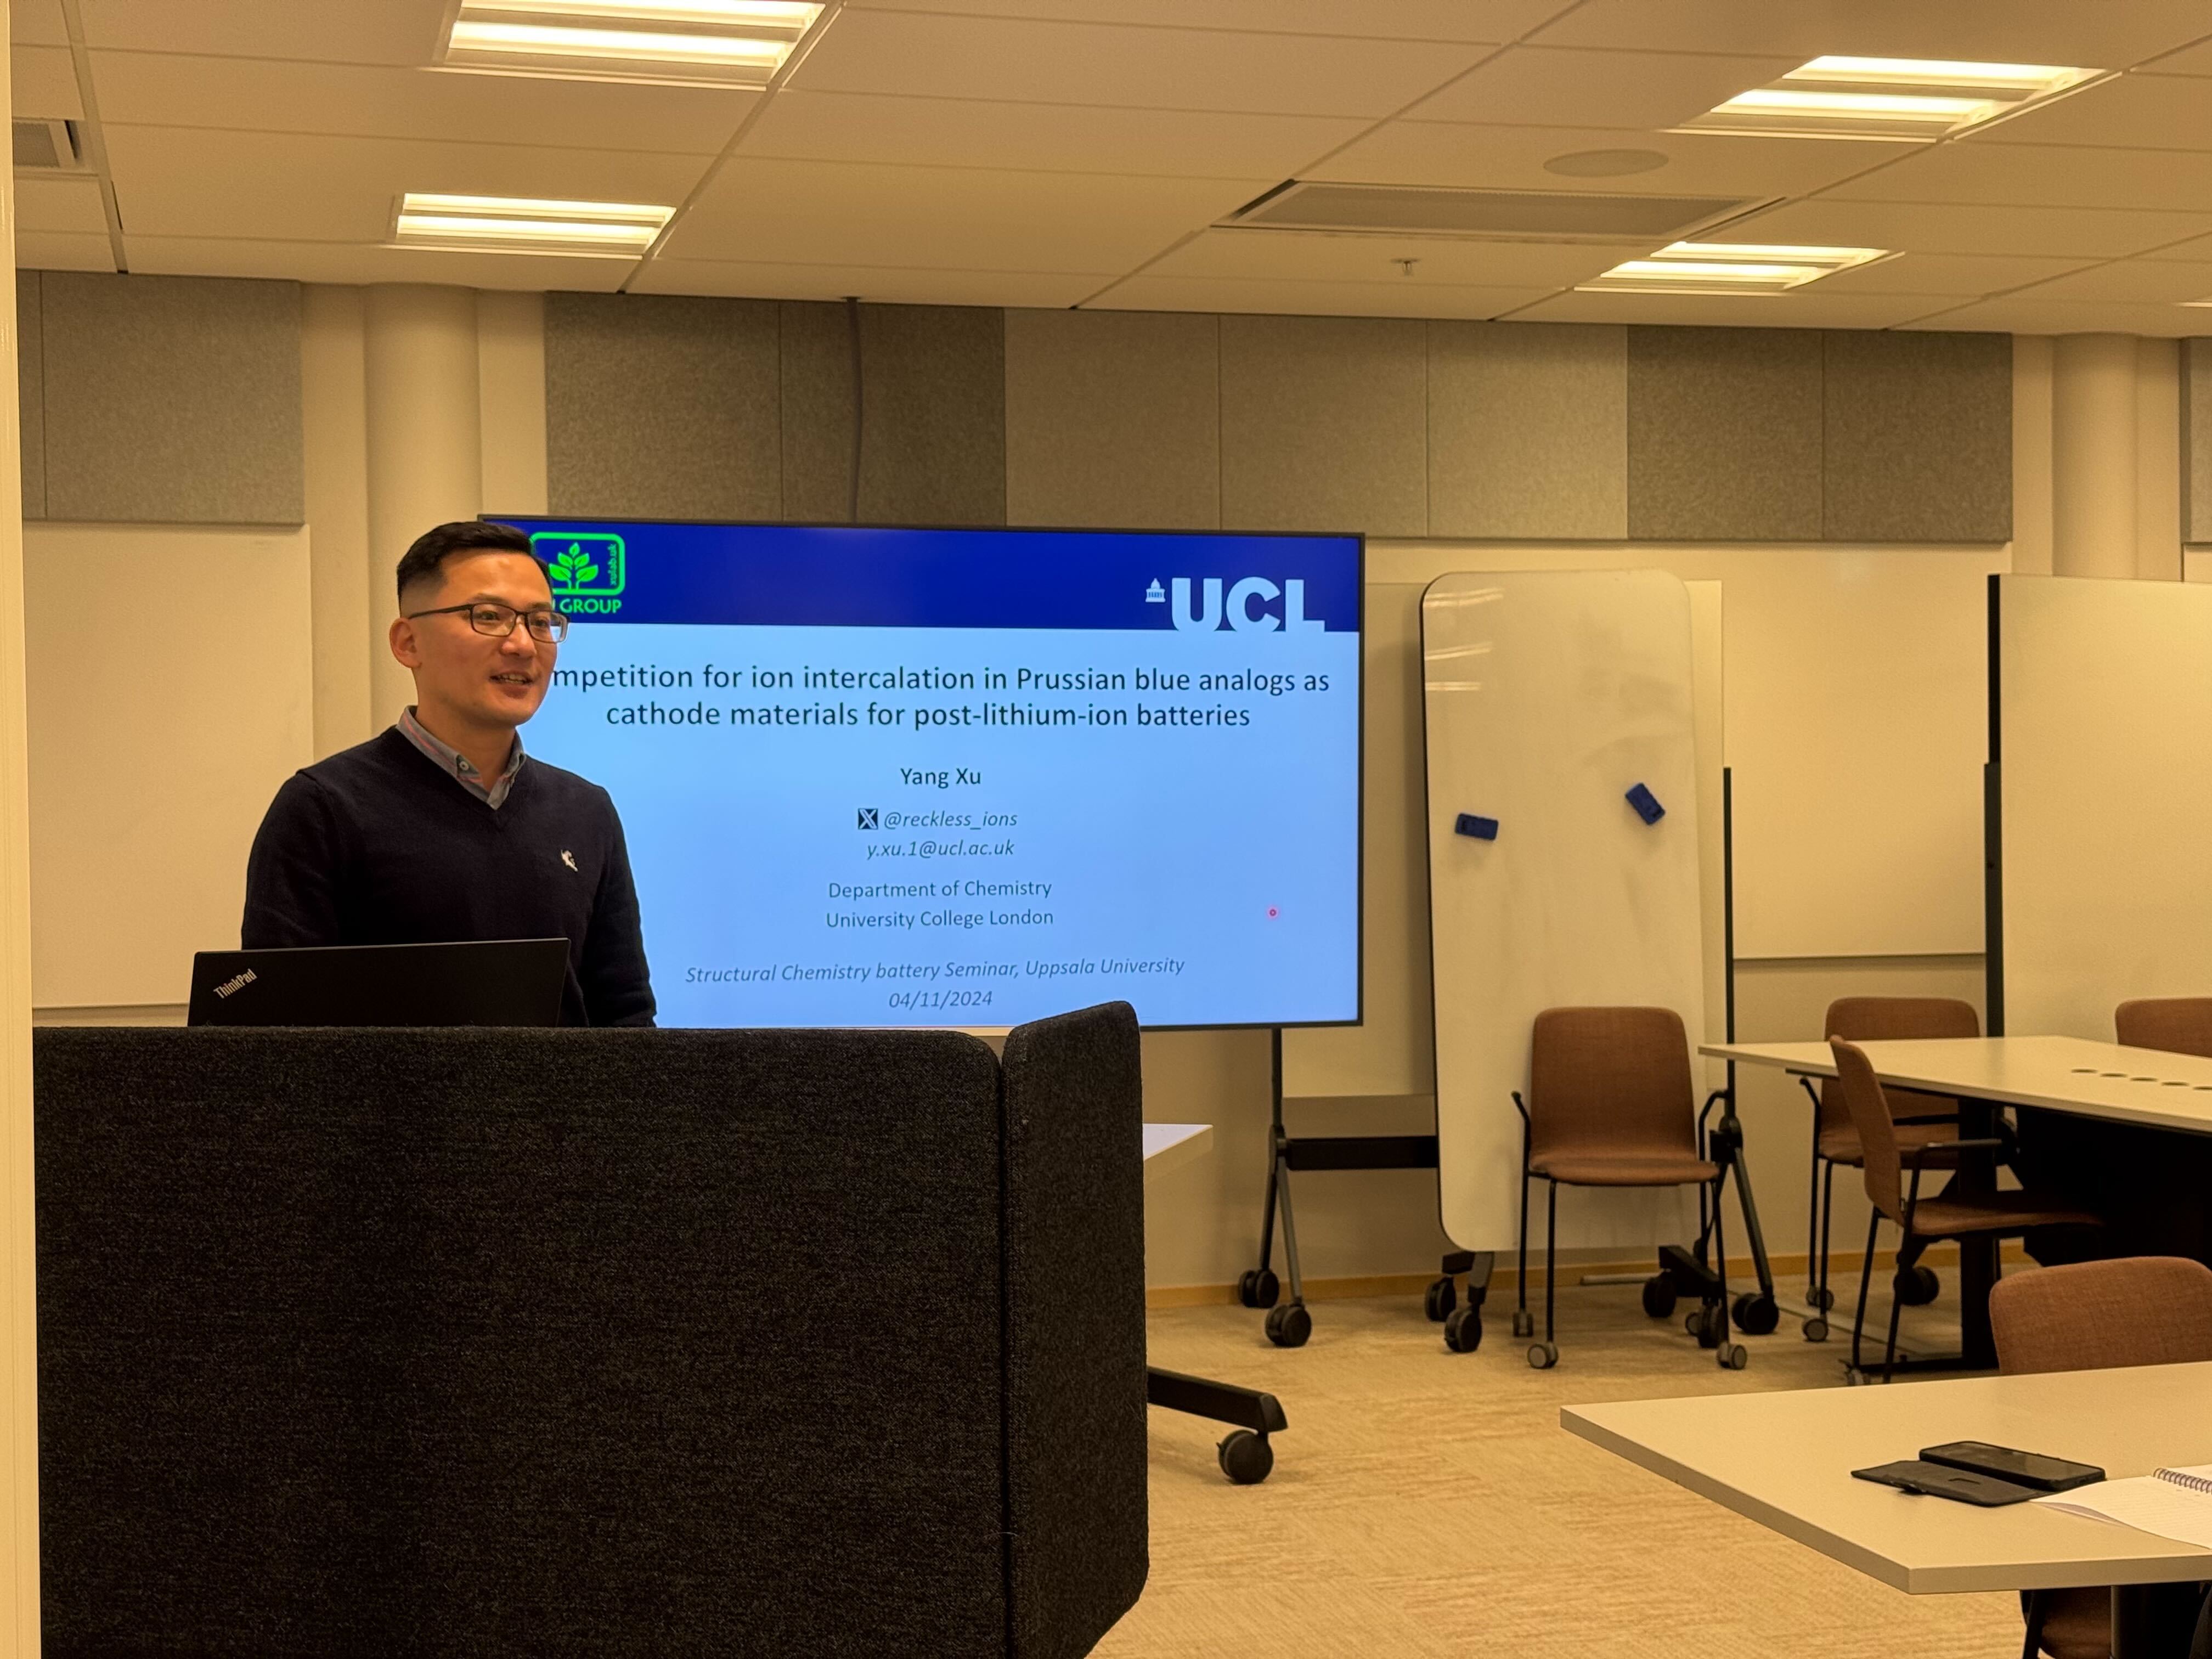 xulab.uk
GROUP
UCL
mpetition for ion intercalation in Prussian blue analogs as
cathode materials for post-lithium-ion batteries
Yang Xu
@reckless_ions
y.xu.1@ucl.ac.uk
Department of Chemistry
University College London
Structural Chemistry battery Seminar, Uppsala University
04/11/2024
ThinkPad